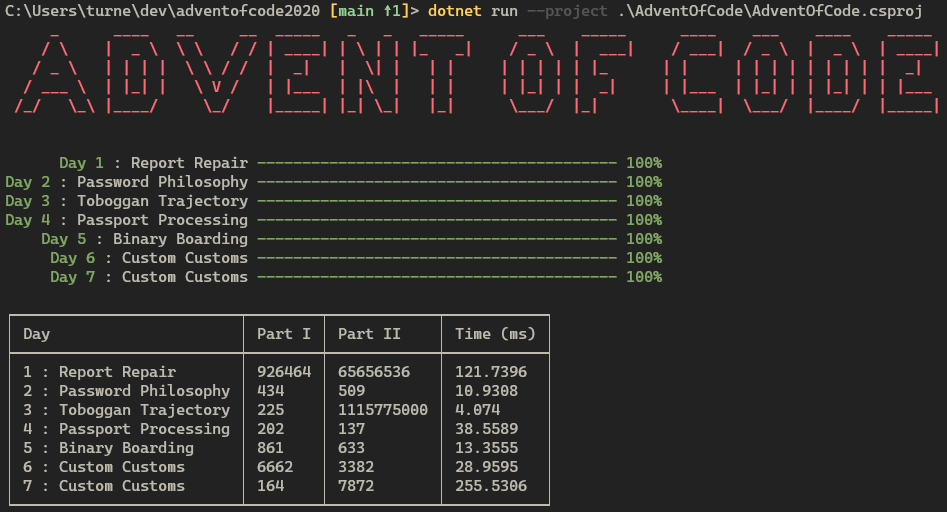 C:\Users\turne\dev\adventofcode2020 [main ↑1]> dotnet run --project .\AdventOfCode\AdventOfCode.csproj
ADVENT OF CODE
Day 1 : Report Repair ---------------------------------------- 100%
Day 2 : Password Philosophy ---------------------------------------- 100%
Day 3 : Toboggan Trajectory ---------------------------------------- 100%
Day 4 : Passport Processing ---------------------------------------- 100%
Day 5 : Binary Boarding ---------------------------------------- 100%
Day 6 : Custom Customs ---------------------------------------- 100%
Day 7 : Custom Customs ---------------------------------------- 100%
Day Part I Part II Time (ms)
1 : Report Repair 926464 65656536 121.7396
2 : Password Philosophy 434 509 10.9308
3 : Toboggan Trajectory 225 1115775000 4.074
4 : Passport Processing 202 137 38.5589
5 : Binary Boarding 861 633 13.3555
6 : Custom Customs 6662 3382 28.9595
7 : Custom Customs 164 7872 255.5306